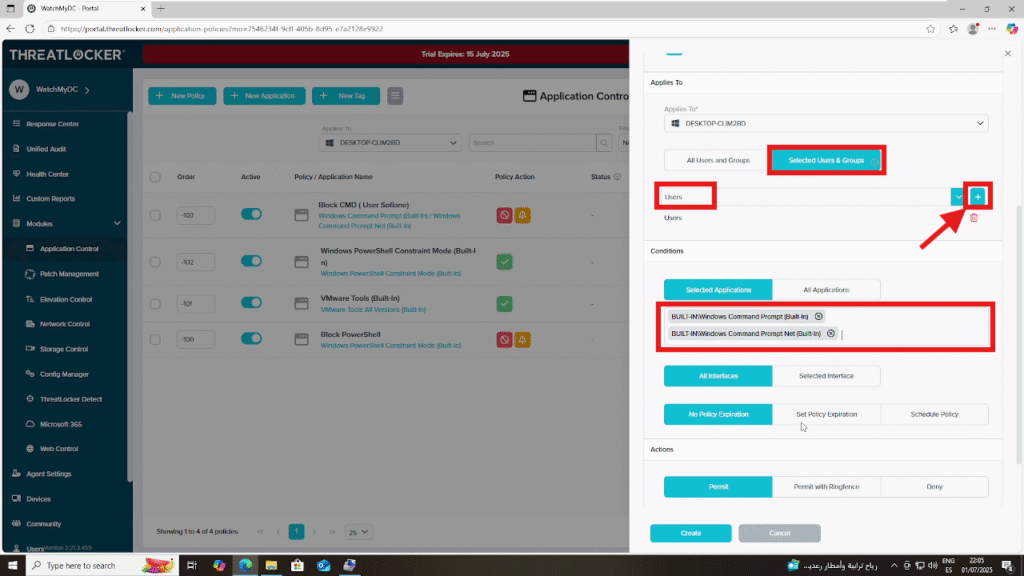 WatchMyDC - Portal
https://portal.threatlocker.com/application-policies?mo=7546234f-9cf1-405b-8d95-e7a2128e9922
THREATLOCKER
Trial Expires: 15 July 2025
W WatchMyDC
Response Center
Unified Audit
Health Center
Custom Reports
Modules
Application Control
Patch Management
Elevation Control
Network Control
Storage Control
Config Manager
ThreatLocker Detect
Microsoft 365
Web Control
Agent Settings
Devices
Community
Users
Version 2.21.3.499
+ New Policy
+ New Application
+ New Tag
Application Contro
Applies To
DESKTOP-CLIM2BD
Search
Order Active Policy / Application Name Policy Action Status
-103
Block CMD ( User Sofiane)
Windows Command Prompt (Built-In) / Windows
Command Prompt Net (Built-In)
-
-102
Windows PowerShell Constraint Mode (Built-I
n)
Windows PowerShell Constraint Mode (Built-In)
-
-101
VMware Tools (Built-In)
VMware Tools All Versions (Built-In)
-
100
Block PowerShell
Windows PowerShell Constraint Mode (Built-In)
-
Showing 1 to 4 of 4 policies
1
25
Applies To
Applies To*
DESKTOP-CLIM2BD
All Users and Groups
Selected Users & Groups
Users
Users
Conditions
Selected Applications
All Applications
BUILT-IN\Windows Command Prompt (Built-In)
BUILT-IN\Windows Command Prompt Net (Built-In)
All Interfaces
Selected Interface
No Policy Expiration
Set Policy Expiration
Schedule Policy
Actions
Permit
Permit with Ringfence
Deny
Create
Cancel
Type here to search
رياح ترابية وأمطار رعدي...
ENG
ES
22:05
01/07/2025